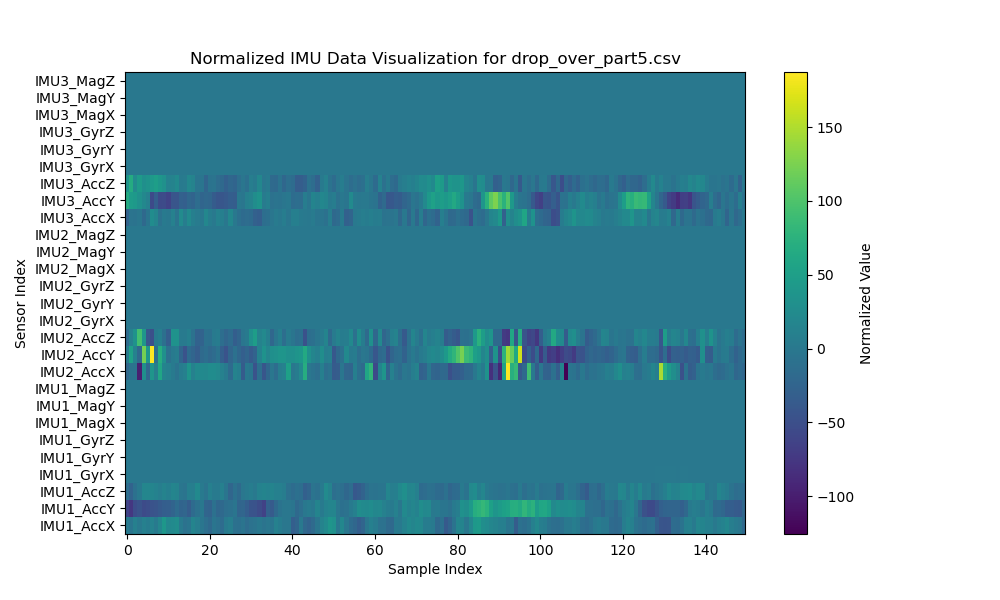 Normalized IMU Data Visualization for drop_over_part5.csv
IMU3_MagZ
IMU3_MagY
IMU3_MagX
IMU3_GyrZ
IMU3_GyrY
IMU3_GyrX
IMU3_AccZ
IMU3_AccY
IMU3_AccX
IMU2_MagZ
IMU2_MagY
IMU2_MagX
IMU2_GyrZ
IMU2_GyrY
IMU2_GyrX
IMU2_AccZ
IMU2_AccY
IMU2_AccX
IMU1_MagZ
IMU1_MagY
IMU1_MagX
IMU1_GyrZ
IMU1_GyrY
IMU1_GyrX
IMU1_AccZ
IMU1_AccY
IMU1_AccX
Sensor Index
0 20 40 60 80 100 120 140
Sample Index
150
100
50
0
−50
−100
Normalized Value